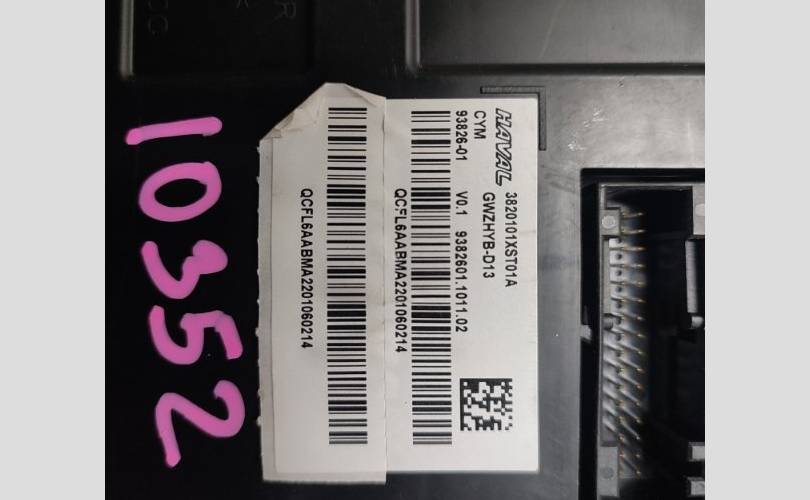 HAVAL 3820101XST01A
CYM GWZHYB-D13
93826-01 V0.1 9382601.1011.02
QCFL6AABMA2201060214
QCFL6AABMA2201060214
10352